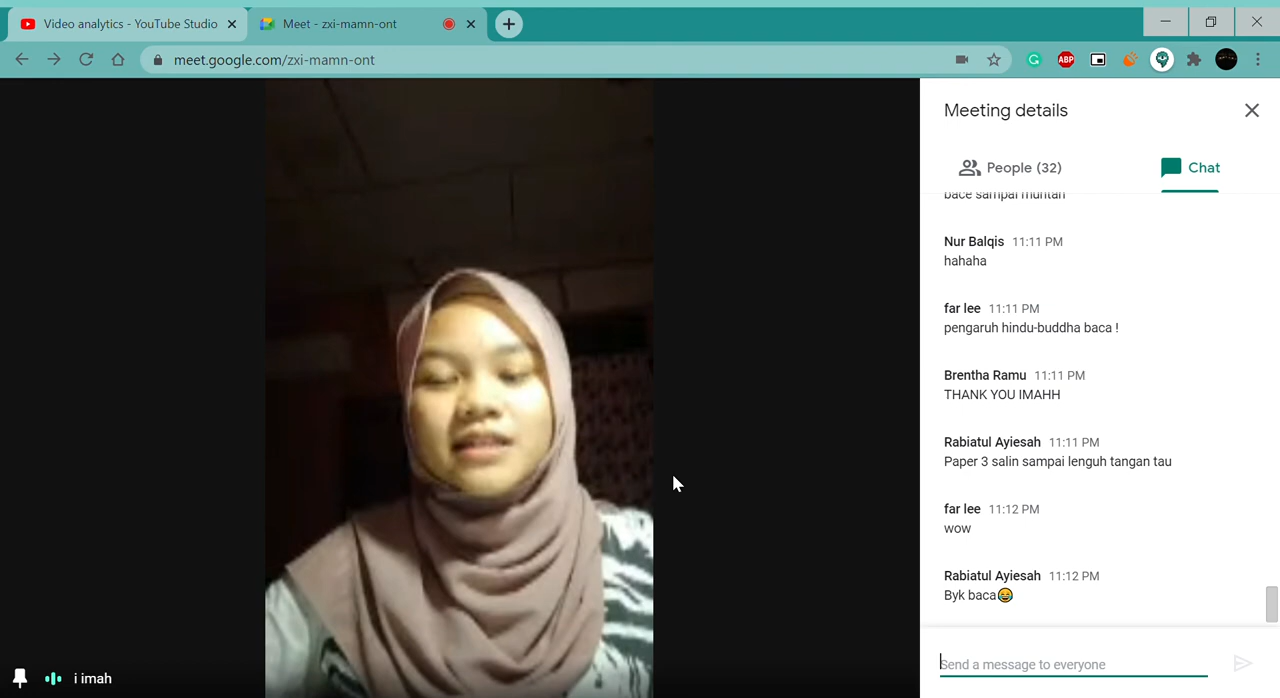 Video analytics - YouTube Studio
Meet - zxi-mamn-ont
meet.google.com/zxi-mamn-ont
ABP
Meeting details
People (32)
Chat
bace sampai muntah
Nur Balqis 11:11 PM
hahaha
far lee 11:11 PM
pengaruh hindu-buddha baca !
Brentha Ramu 11:11 PM
THANK YOU IMAHH
Rabiatul Ayiesah 11:11 PM
Paper 3 salin sampai lenguh tangan tau
far lee 11:12 PM
wow
Rabiatul Ayiesah 11:12 PM
Byk baca😂
Send a message to everyone
i imah